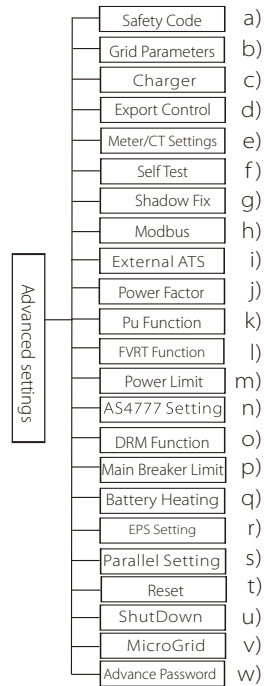 Safety Code a)
Grid Parameters b)
Charger c)
Export Control d)
Meter/CT Settings e)
Self Test f)
Shadow Fix g)
Modbus h)
External ATS i)
Power Factor j)
Pu Function k)
FVRT Function l)
Power Limit m)
AS4777 Setting n)
DRM Function o)
Main Breaker Limit p)
Battery Heating q)
EPS Setting r)
Parallel Setting s)
Reset t)
ShutDown u)
MicroGrid v)
Advance Password w)
Advanced settings